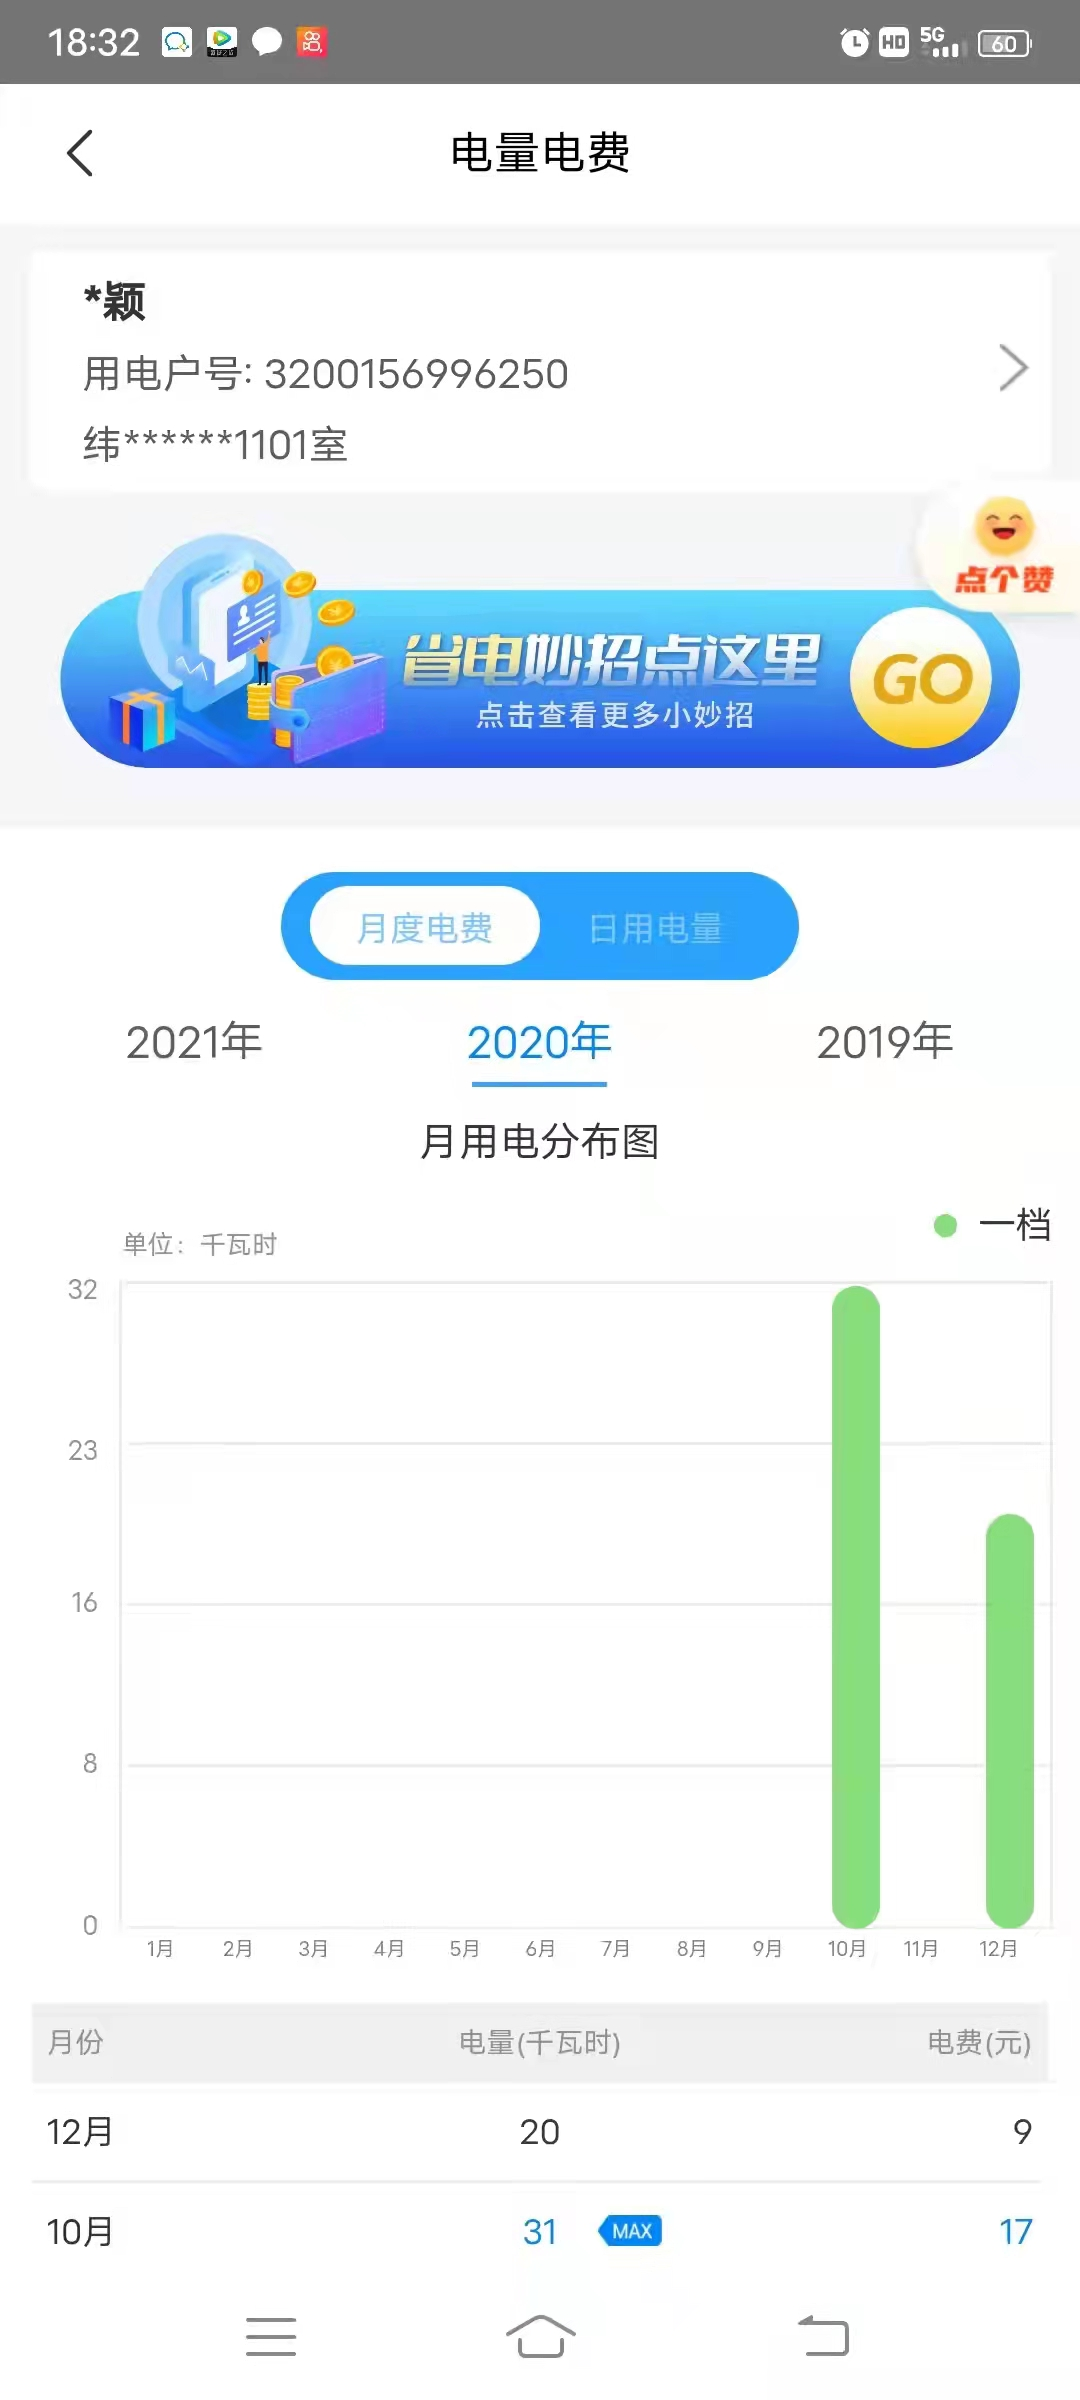 18:32 HD 5G 60
电量电费
*颖
用电户号: 3200156996250
纬******1101室
点个赞
省电妙招点这里
点击查看更多小妙招
GO
月度电费 日用电量
2021年 2020年 2019年
月用电分布图
一档
单位：千瓦时
32
23
16
8
0
1月 2月 3月 4月 5月 6月 7月 8月 9月 10月 11月 12月
月份 电量(千瓦时) 电费(元)
12月 20 9
10月 31 MAX 17